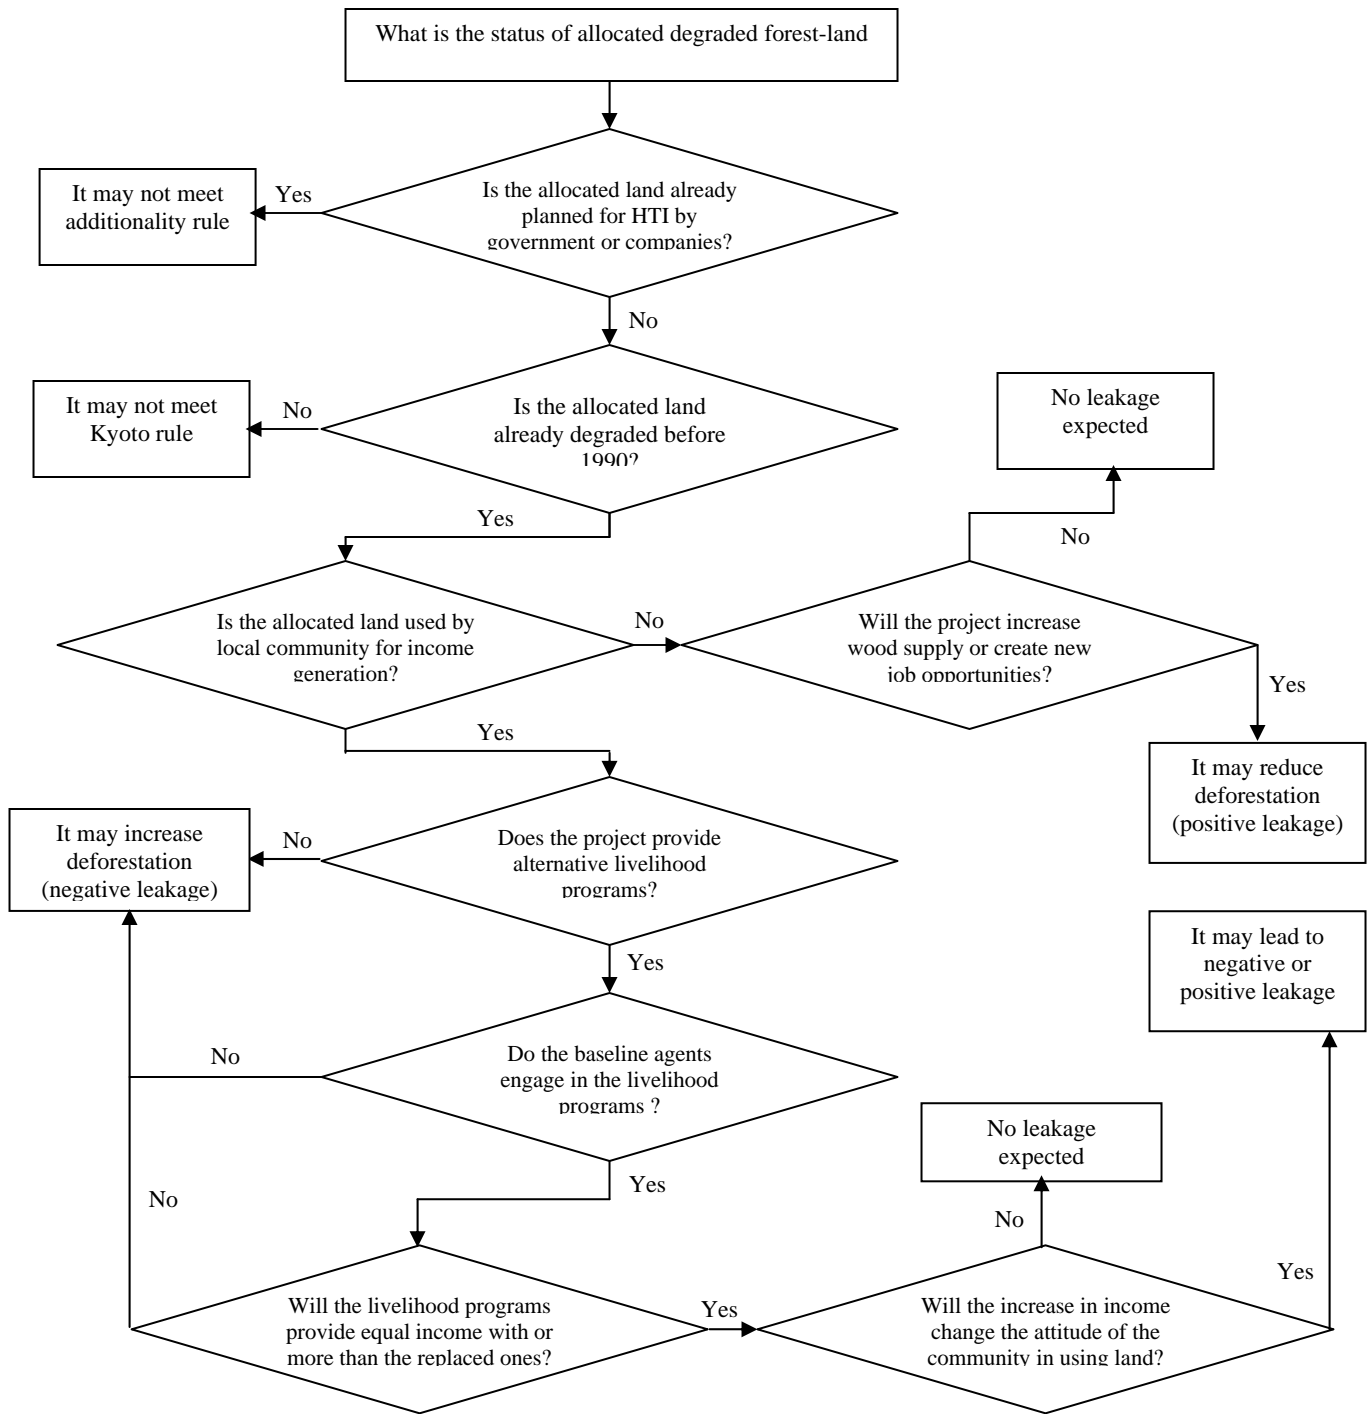 What is the status of allocated degraded forest-land
It may not meet
additionality rule
Yes
Is the allocated land already
planned for HTI by
government or companies?
No
It may not meet
Kyoto rule
No
Is the allocated land
already degraded before
1990?
No leakage
expected
Yes
No
Is the allocated land used by
local community for income
generation?
No
Will the project increase
wood supply or create new
job opportunities?
Yes
Yes
It may reduce
deforestation
(positive leakage)
It may increase
deforestation
(negative leakage)
No
Does the project provide
alternative livelihood
programs?
Yes
It may lead to
negative or
positive leakage
No
Do the baseline agents
engage in the livelihood
programs ?
No leakage
expected
Yes
No
No
Yes
Will the livelihood programs
provide equal income with or
more than the replaced ones?
Yes
Will the increase in income
change the attitude of the
community in using land?